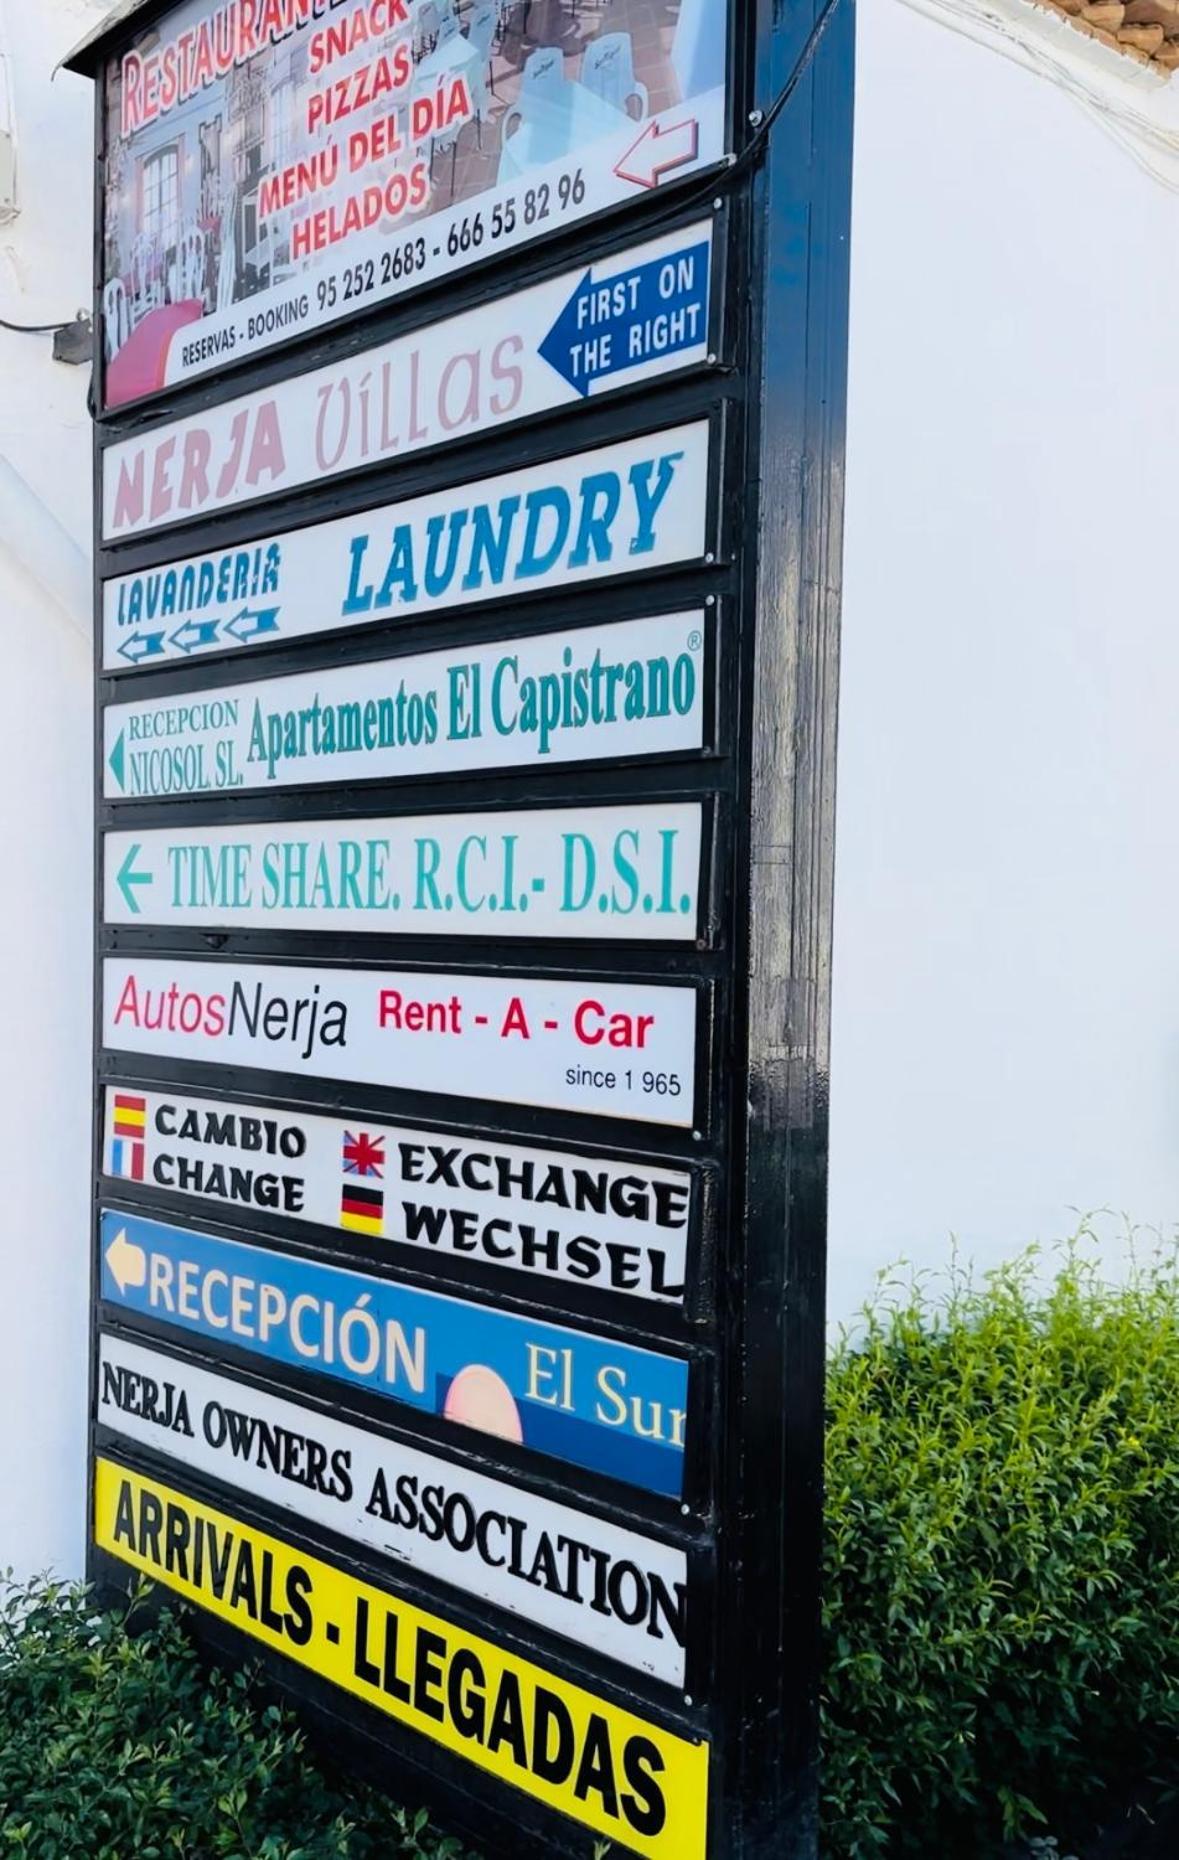 RESTAURAN
SNACK
PIZZAS
MENÚ DEL DÍA
HELADOS
RESERVAS - BOOKING 95 252 2683 - 666 55 82 96
NERJA Villas
FIRST ON
THE RIGHT
LAVANDERIA LAUNDRY
RECEPCION
NICOSOL SL.
Apartamentos El Capistrano®
TIME SHARE. R.C.I.- D.S.I.
AutosNerja Rent - A - Car
since 1 965
CAMBIO EXCHANGE
CHANGE WECHSEL
RECEPCIÓN El Sur
NERJA OWNERS ASSOCIATION
ARRIVALS - LLEGADAS